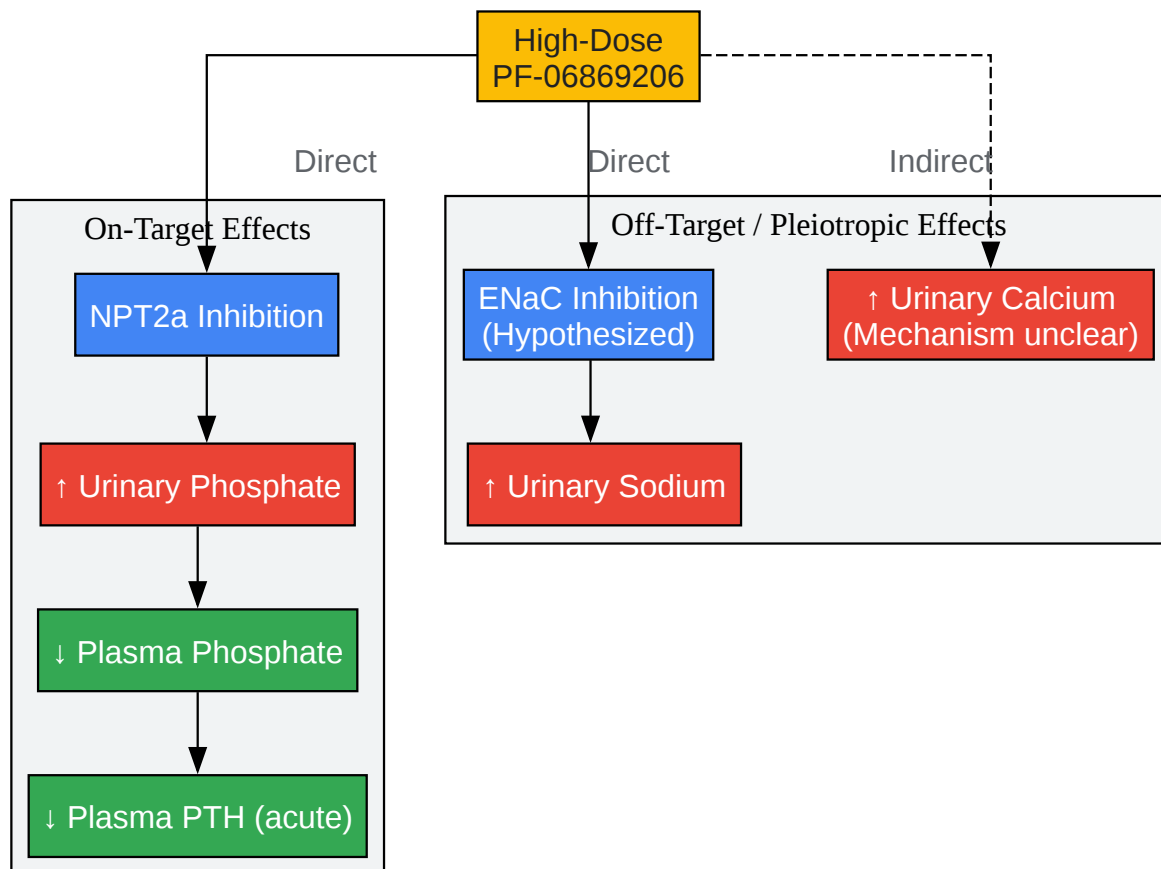 High-Dose
PF-06869206
Direct
Direct
Indirect
On-Target Effects
Off-Target / Pleiotropic Effects
NPT2a Inhibition
ENaC Inhibition
(Hypothesized)
↑ Urinary Calcium
(Mechanism unclear)
↑ Urinary Phosphate
↑ Urinary Sodium
↓ Plasma Phosphate
↓ Plasma PTH (acute)